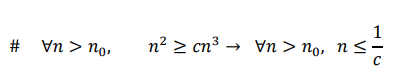 # ∀n > n₀, n² ≥ cn³ → ∀n > n₀, n ≤ 1/c